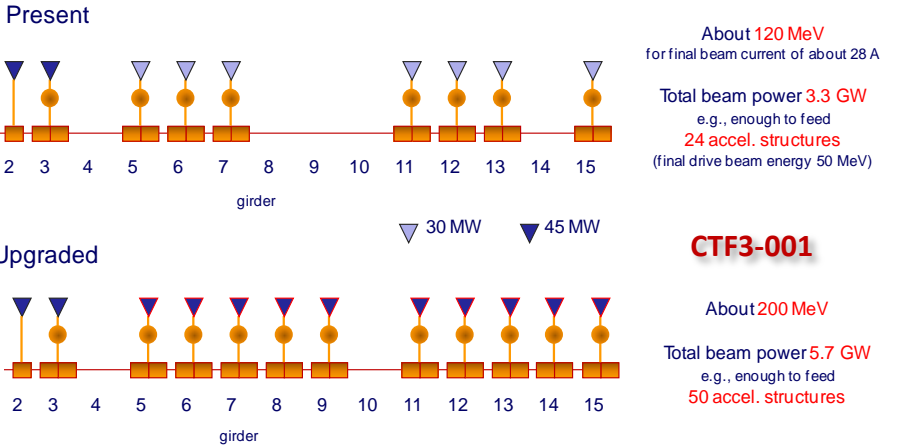 Present
About 120 MeV
for final beam current of about 28 A
Total beam power 3.3 GW
e.g., enough to feed
24 accel. structures
(final drive beam energy 50 MeV)
2 3 4 5 6 7 8 9 10 11 12 13 14 15
girder
30 MW 45 MW
Upgraded
CTF3-001
About 200 MeV
Total beam power 5.7 GW
e.g., enough to feed
50 accel. structures
2 3 4 5 6 7 8 9 10 11 12 13 14 15
girder